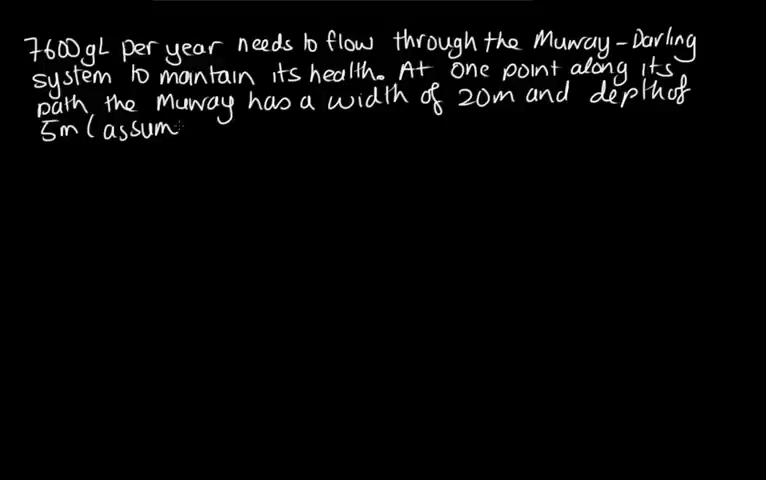 7600gL per year needs to flow through the Murray-Darling
system to maintain its health. At one point along its
path the Murray has a width of 20m and depth of
5m (assum